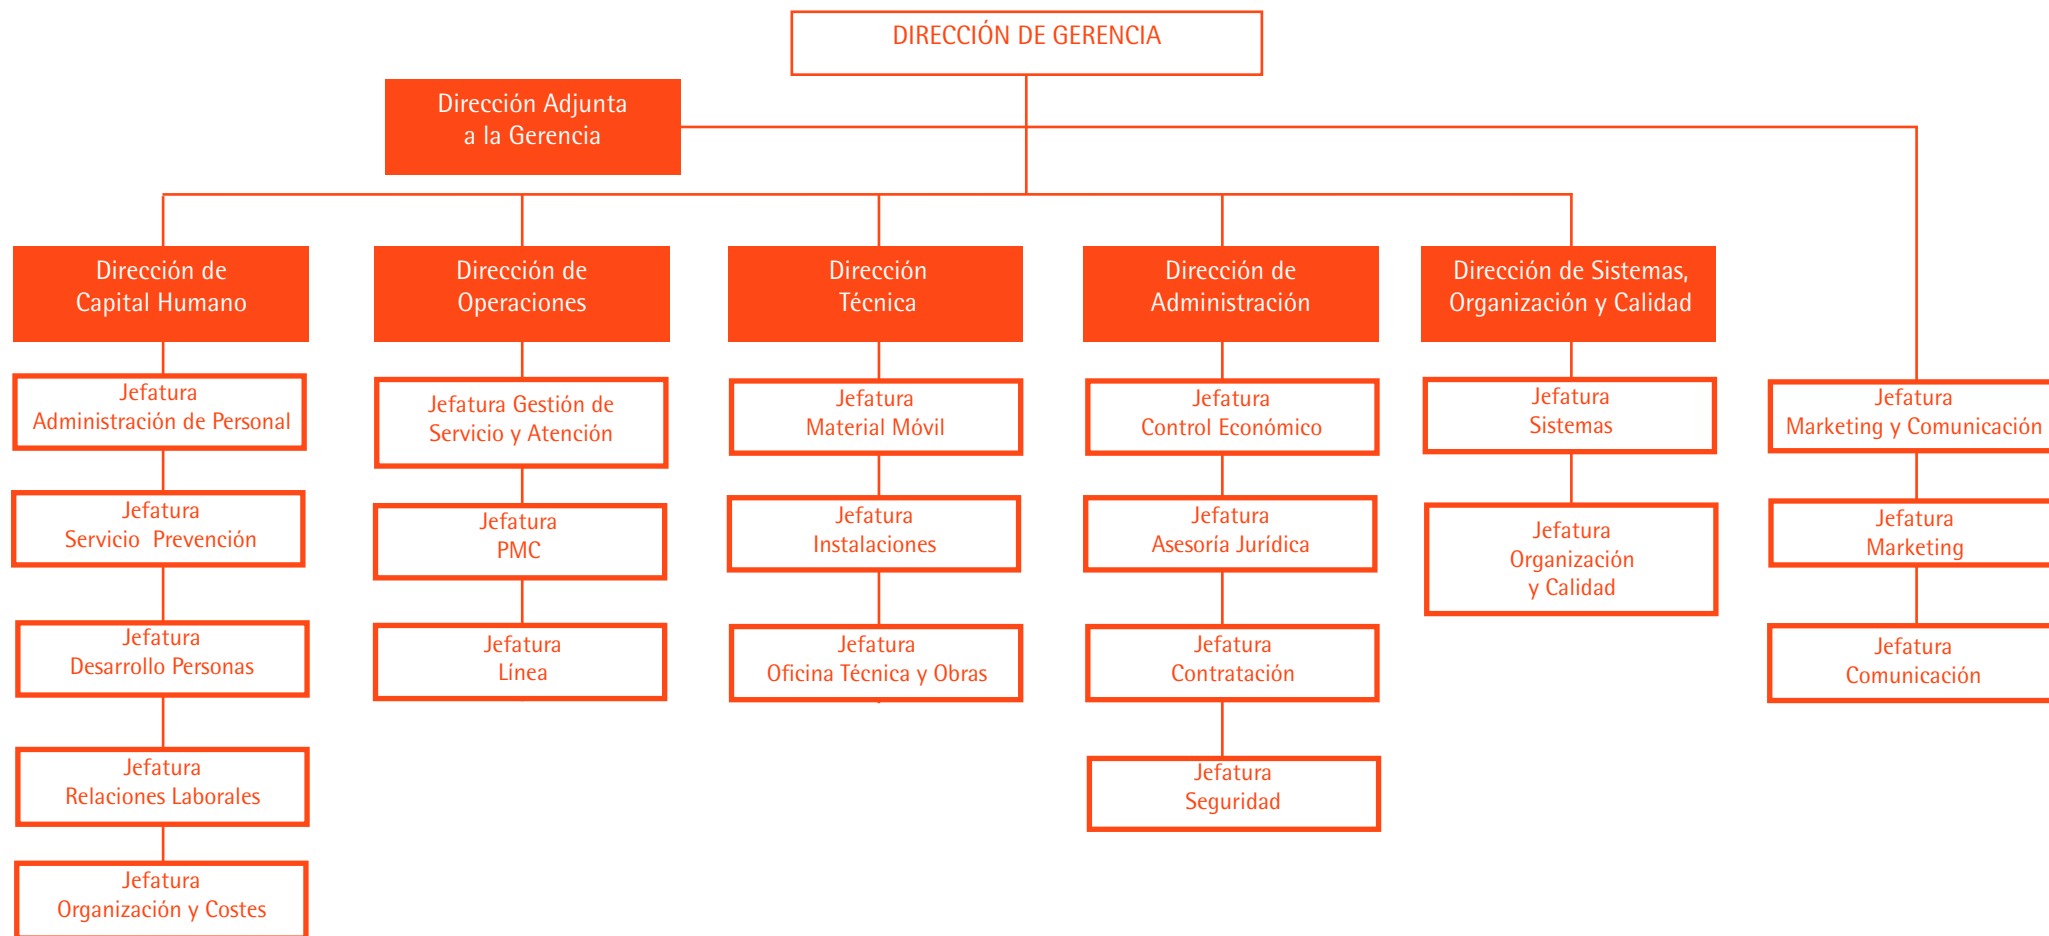 DIRECCIÓN DE GERENCIA
Dirección Adjunta
a la Gerencia
Dirección de
Capital Humano
Dirección de
Operaciones
Dirección
Técnica
Dirección de
Administración
Dirección de Sistemas,
Organización y Calidad
Jefatura
Administración de Personal
Jefatura
Servicio Prevención
Jefatura
Desarrollo Personas
Jefatura
Relaciones Laborales
Jefatura
Organización y Costes
Jefatura Gestión de
Servicio y Atención
Jefatura
PMC
Jefatura
Línea
Jefatura
Material Móvil
Jefatura
Instalaciones
Jefatura
Oficina Técnica y Obras
Jefatura
Control Económico
Jefatura
Asesoría Jurídica
Jefatura
Contratación
Jefatura
Seguridad
Jefatura
Sistemas
Jefatura
Organización
y Calidad
Jefatura
Marketing y Comunicación
Jefatura
Marketing
Jefatura
Comunicación